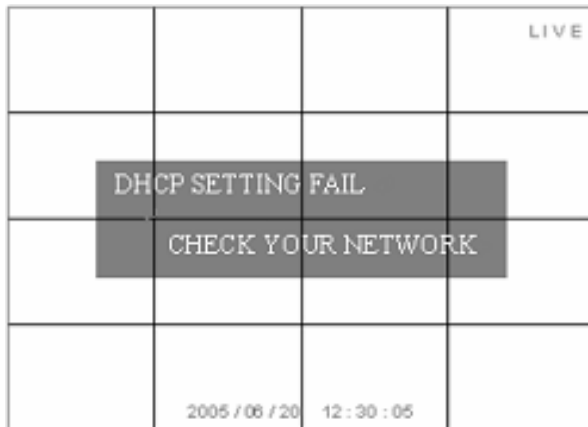 LIVE
DHCP SETTING FAIL
CHECK YOUR NETWORK
2005 / 06 / 20 12 : 30 : 05